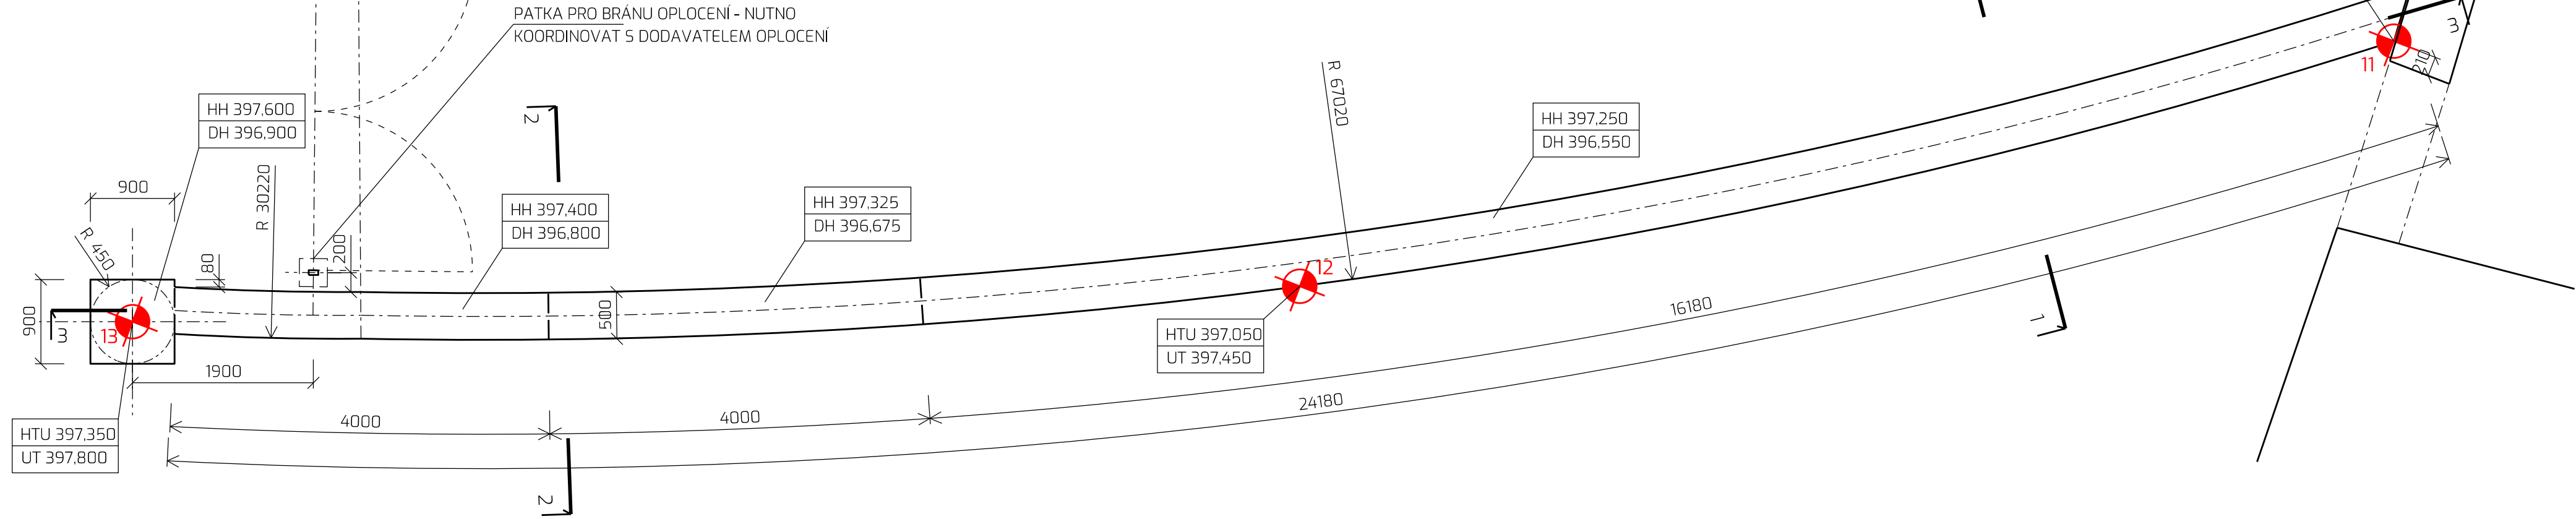 PATKA PRO BRÁNU OPLOCENÍ - NUTNO
KOORDINOVAT S DODAVATELEM OPLOCENÍ
HH 397,600
DH 396,900
900
R 450
900
80
R 30220
200
2
HH 397,400
DH 396,800
HH 397,325
DH 396,675
500
R 67020
HH 397,250
DH 396,550
11
210
3
12
HTU 397,050
UT 397,450
13
3
1900
HTU 397,350
UT 397,800
4000
4000
16180
24180
1
2